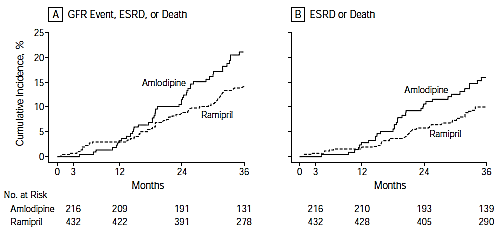 A GFR Event, ESRD, or Death
B ESRD or Death
Cumulative Incidence, %
25
20
15
10
5
0
Amlodipine
Ramipril
Amlodipine
Ramipril
0 3 12 24 36
0 3 12 24 36
Months
Months
No. at Risk
Amlodipine 216 209 191 131 216 210 193 139
Ramipril 432 422 391 278 432 428 405 290